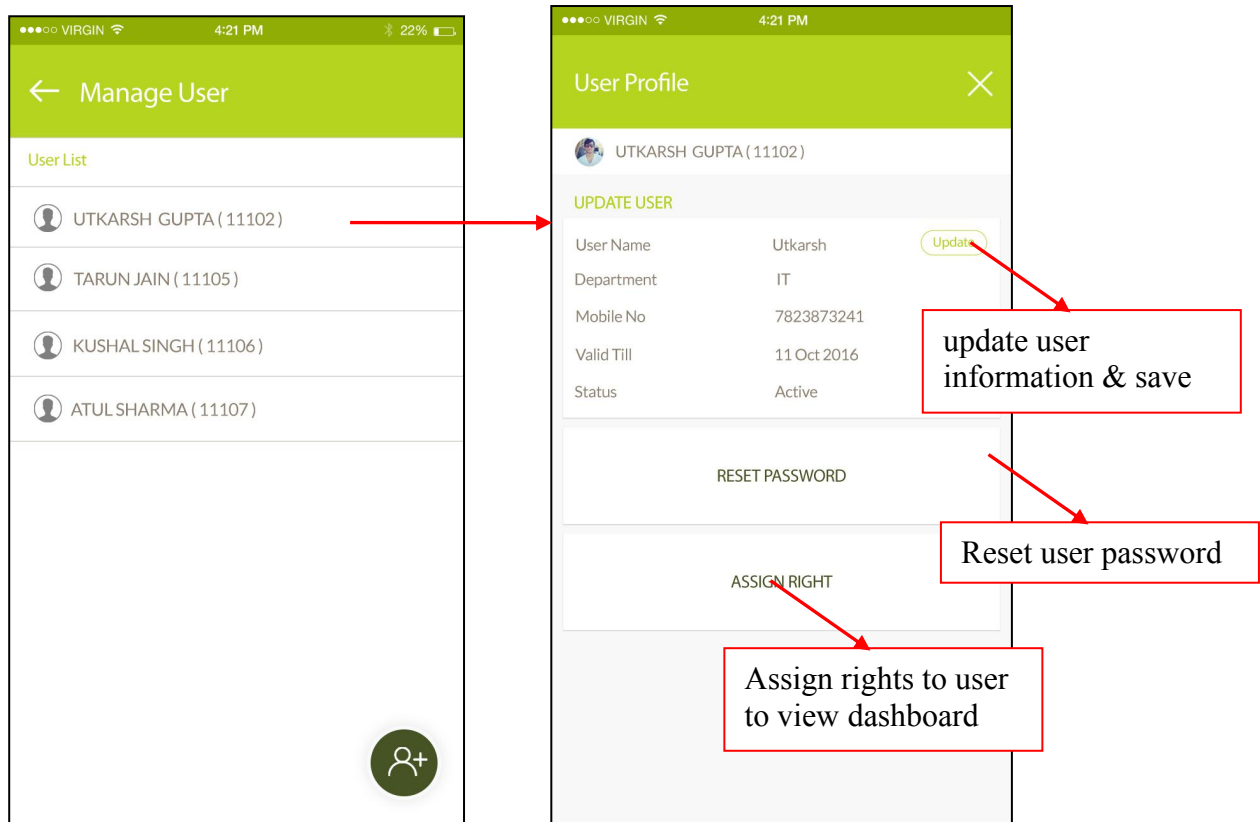 ●●●○○ VIRGIN 4:21 PM 22%
Manage User
User List
UTKARSH GUPTA ( 11102 )
TARUN JAIN ( 11105 )
KUSHAL SINGH ( 11106 )
ATUL SHARMA ( 11107 )
●●●○○ VIRGIN 4:21 PM
User Profile
UTKARSH GUPTA ( 11102 )
UPDATE USER
User Name Utkarsh Update
Department IT
Mobile No 7823873241
Valid Till 11 Oct 2016
Status Active
RESET PASSWORD
ASSIGN RIGHT
update user
information & save
Reset user password
Assign rights to user
to view dashboard